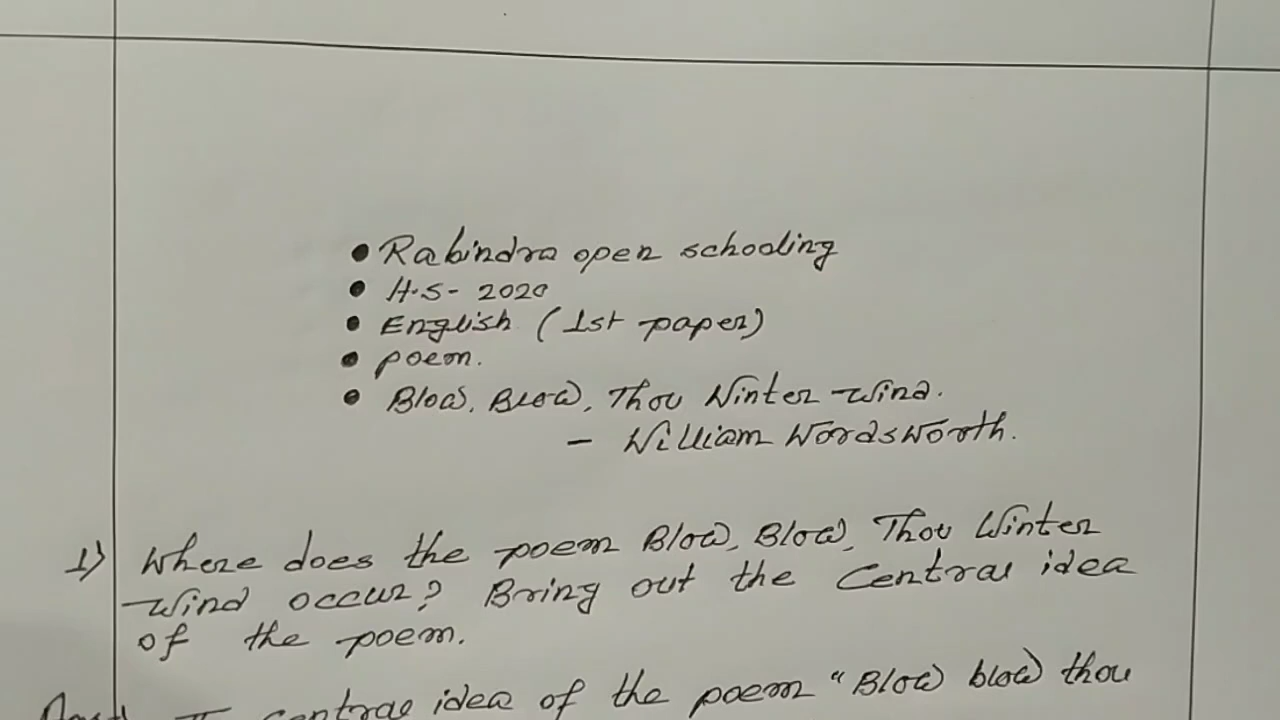 • Rabindra open schooling
• H.S - 2020
• English (1st paper)
• poem.
• Blow, Blow, Thou Winter wind.
– William Wordsworth.
1) Where does the poem Blow, Blow, Thou Winter
wind occur? Bring out the Central idea
of the poem.
central idea of the poem "Blow blow thou